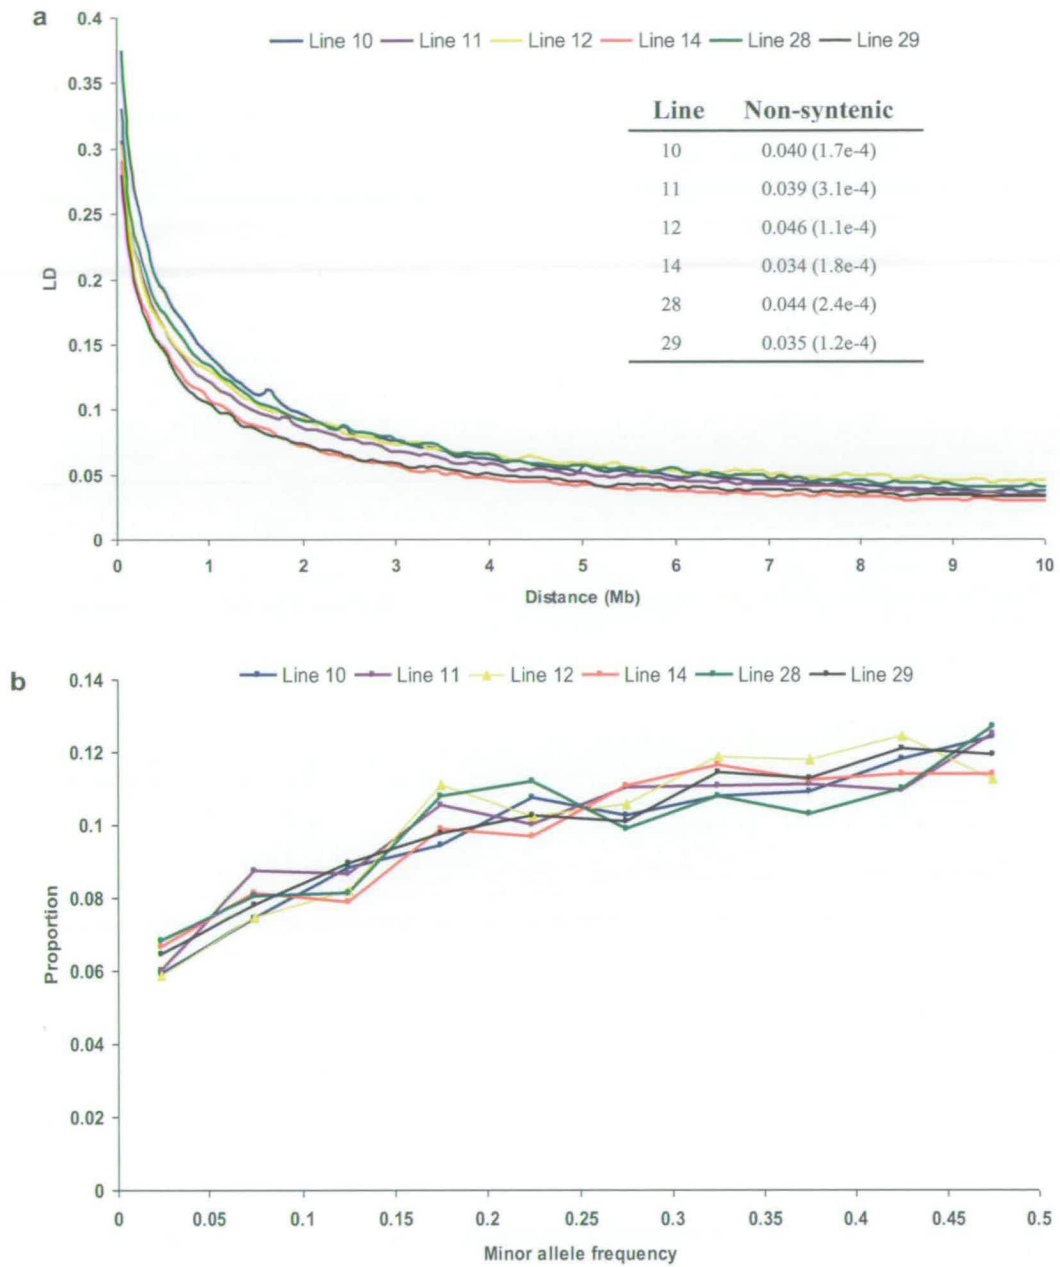 a
Line 10 Line 11 Line 12 Line 14 Line 28 Line 29
0.4
0.35
0.3
0.25
0.2
0.15
0.1
0.05
0
LD
Line Non-syntenic
10 0.040 (1.7e-4)
11 0.039 (3.1e-4)
12 0.046 (1.1e-4)
14 0.034 (1.8e-4)
28 0.044 (2.4e-4)
29 0.035 (1.2e-4)
0 1 2 3 4 5 6 7 8 9 10
Distance (Mb)
b
Line 10 Line 11 Line 12 Line 14 Line 28 Line 29
0.14
0.12
0.1
0.08
0.06
0.04
0.02
0
Proportion
0 0.05 0.1 0.15 0.2 0.25 0.3 0.35 0.4 0.45 0.5
Minor allele frequency